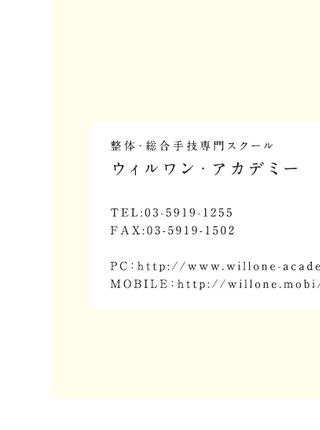 整体·総合手技専門スクール
ウィルワン·アカデミー
TEL:03-5919-1255
FAX:03-5919-1502
PC:http://www.willone-acade
MOBILE:http://willone.mobi/